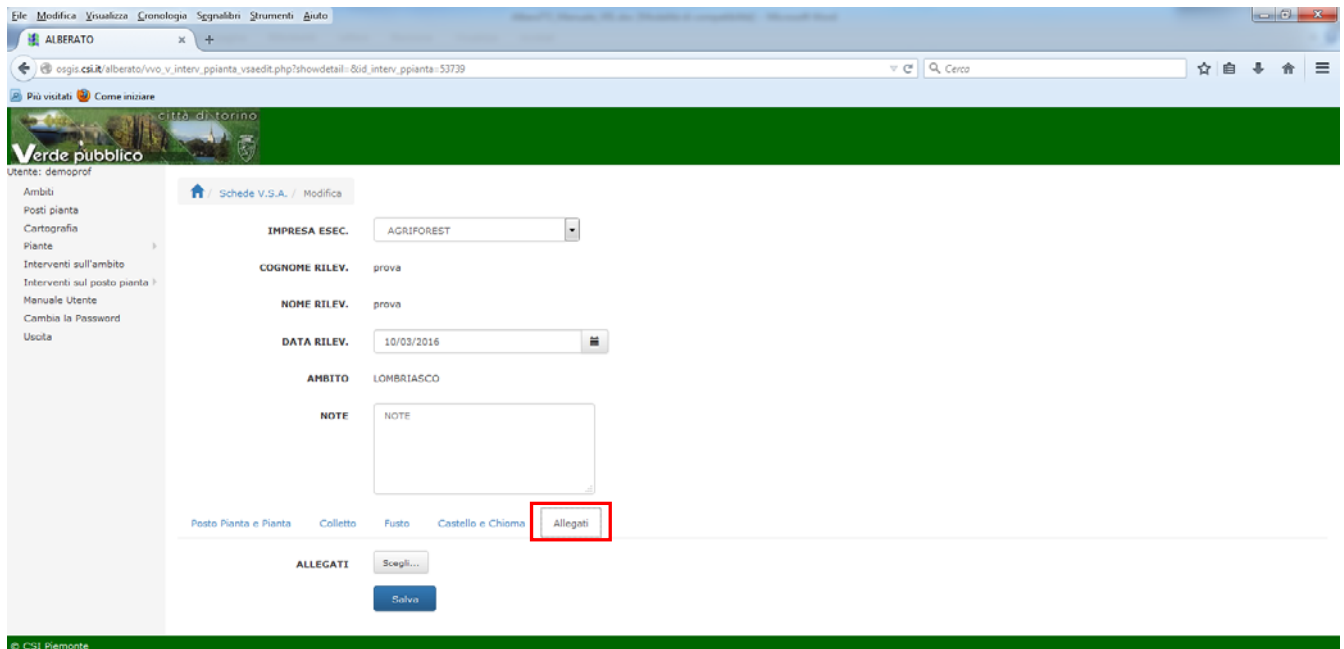 File Modifica Visualizza Cronologia Segnalibri Strumenti Aiuto
ALBERATO × +
osgis.csi.it/alberato/vvo_v_interv_ppianta_vsaedit.php?showdetail=&id_interv_ppianta=53739
Cerca
Più visitati Come iniziare
città di torino
Verde pubblico
Utente: demoprof
Ambiti
Posti pianta
Cartografia
Piante
Interventi sull'ambito
Interventi sul posto pianta
Manuale Utente
Cambia la Password
Uscita
/ Schede V.S.A. / Modifica
IMPRESA ESEC. AGRIFOREST
COGNOME RILEV. prova
NOME RILEV. prova
DATA RILEV. 10/03/2016
AMBITO LOMBRIASCO
NOTE NOTE
Posto Pianta e Pianta Colletto Fusto Castello e Chioma Allegati
ALLEGATI Scegli...
Salva
© CSI Piemonte